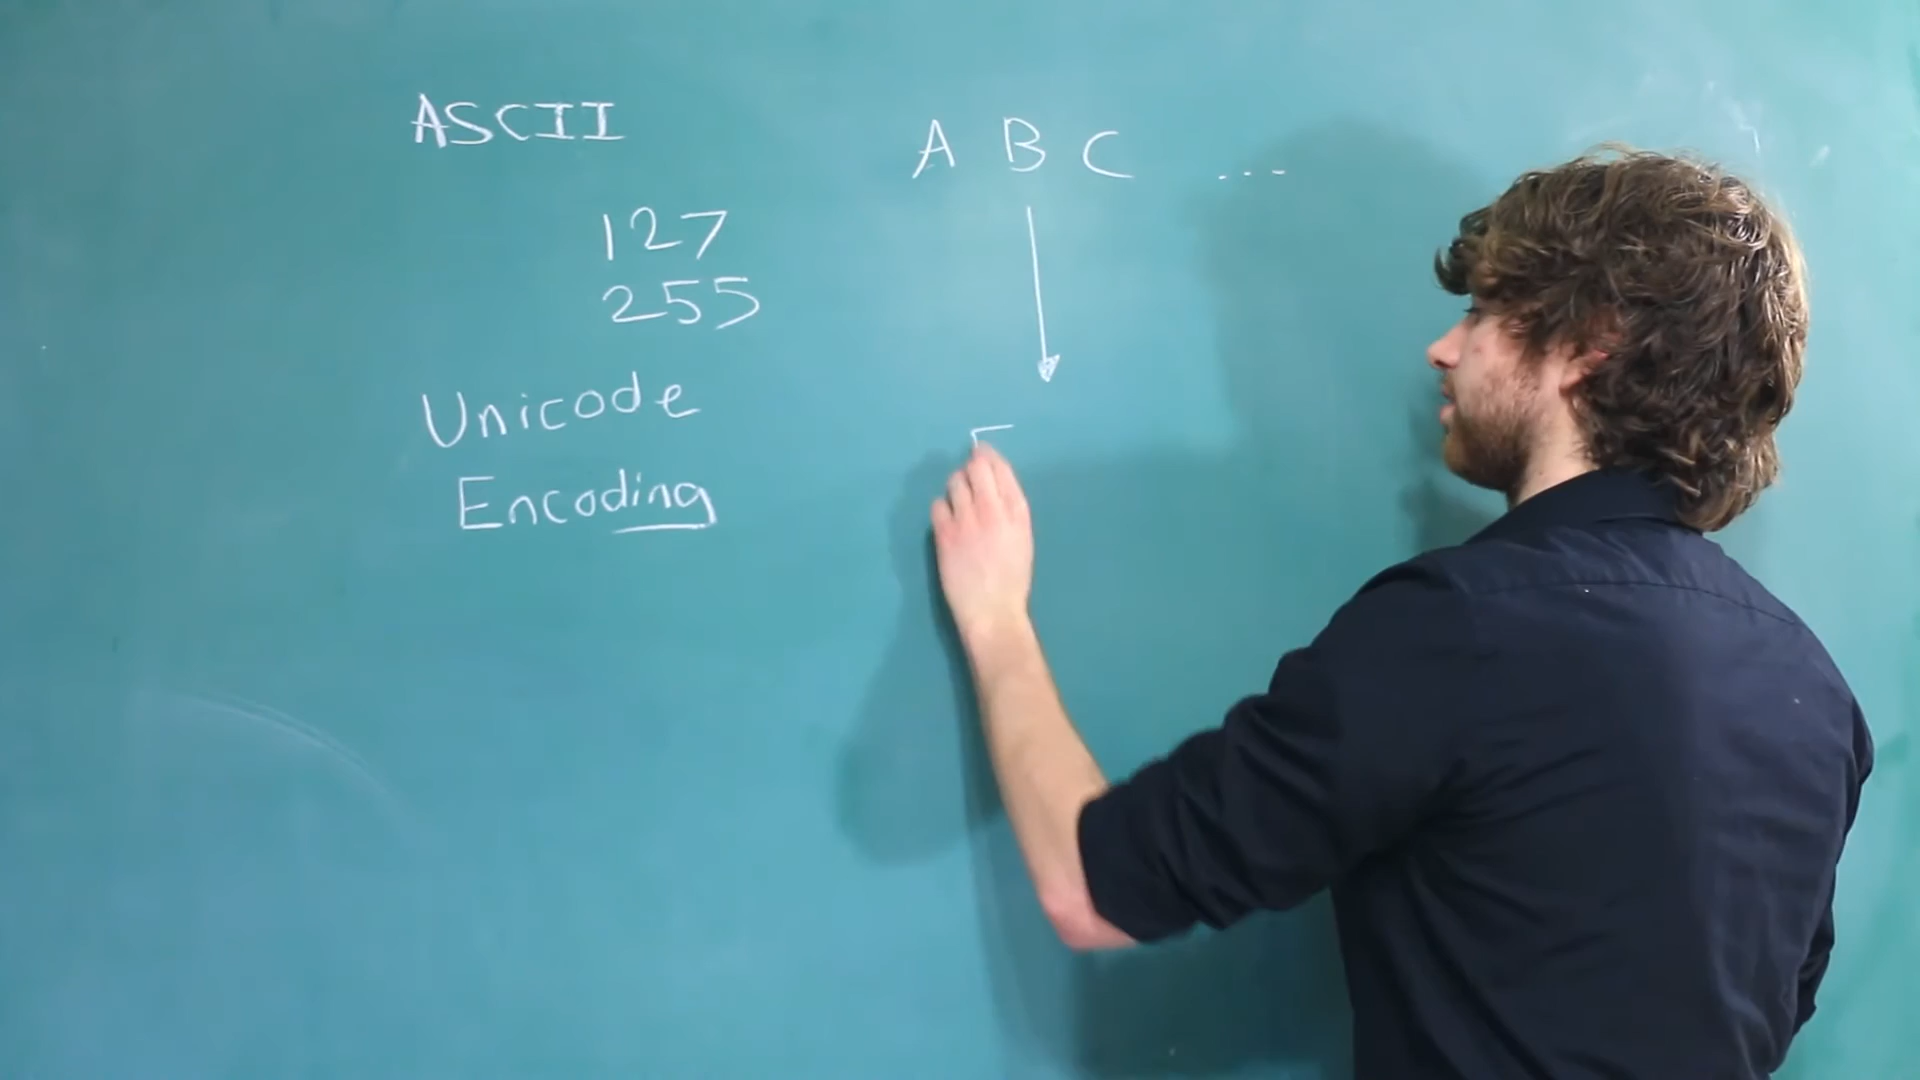 ASCII
127
255
Unicode
Encoding
A B C ...